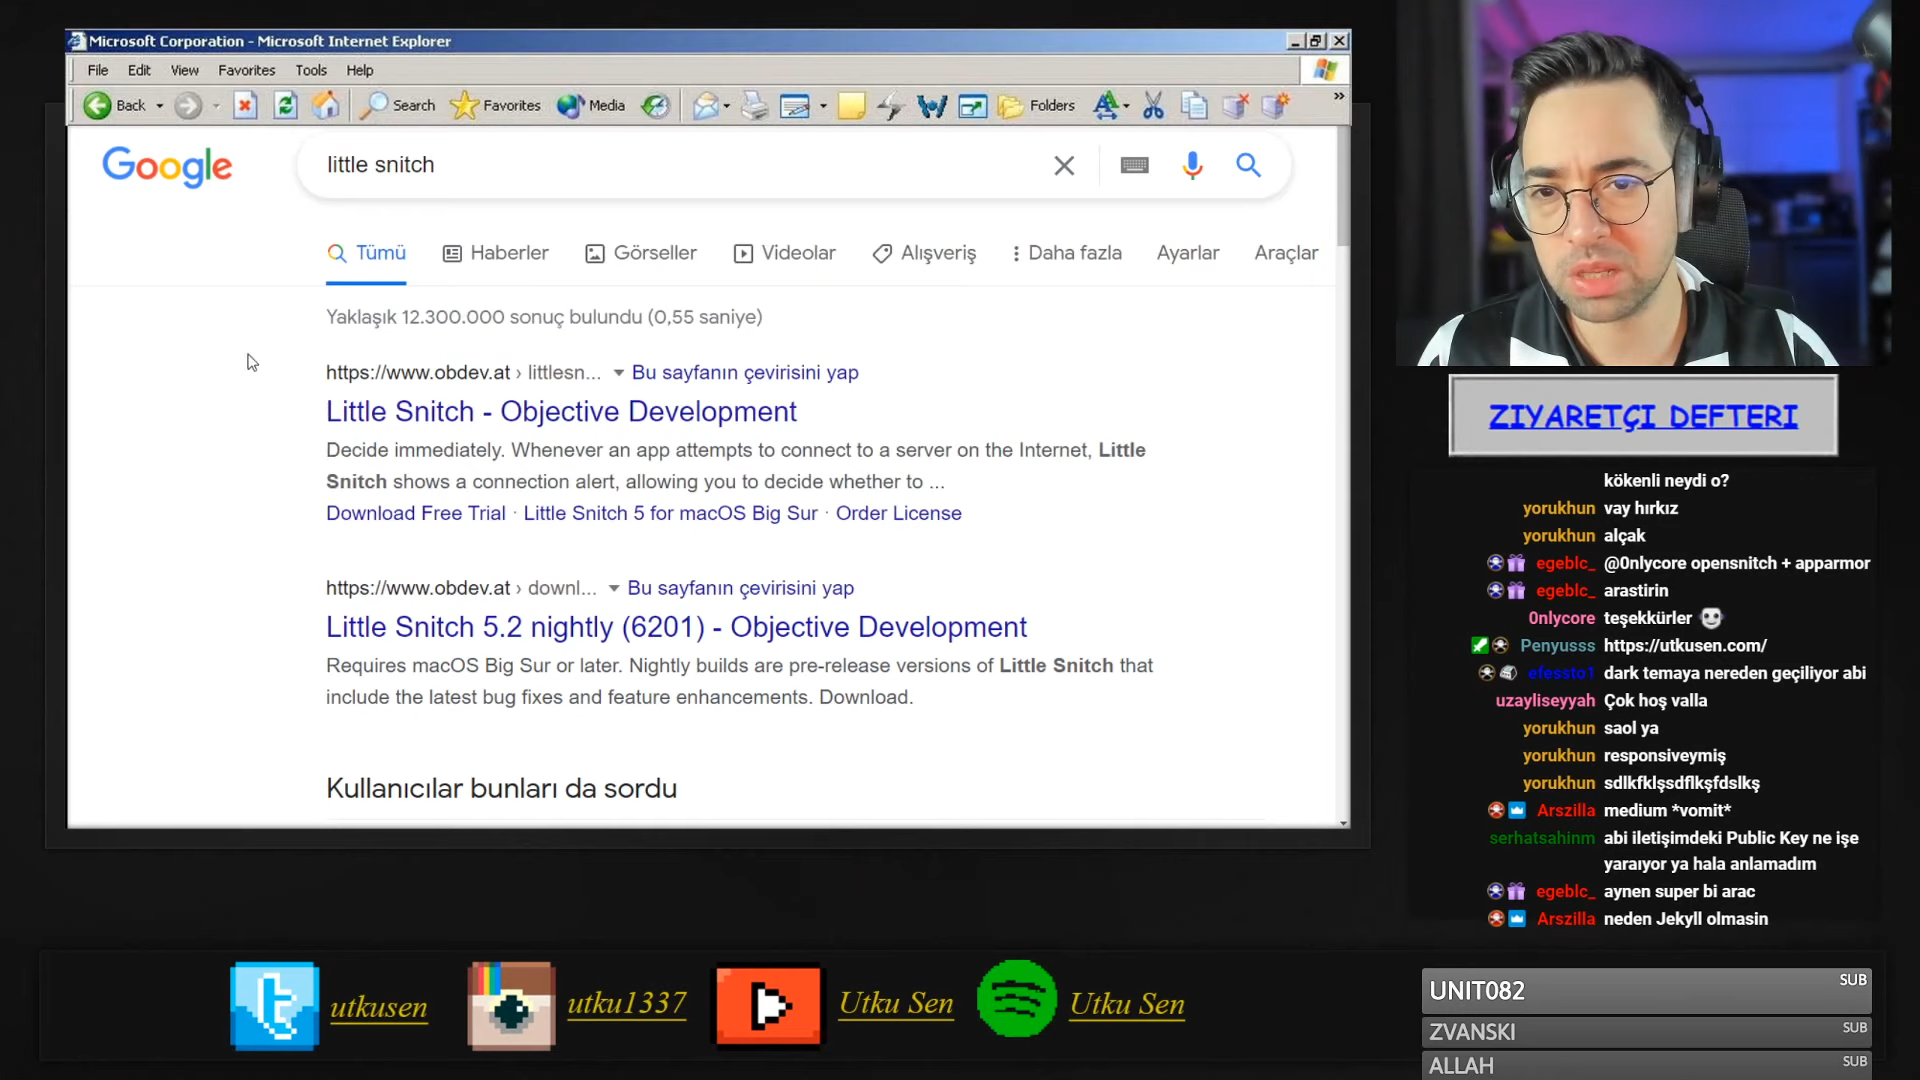 Microsoft Corporation - Microsoft Internet Explorer
File Edit View Favorites Tools Help
Back Search Favorites Media Folders »
Google little snitch
Tümü Haberler Görseller Videolar Alışveriş Daha fazla Ayarlar Araçlar
Yaklaşık 12.300.000 sonuç bulundu (0,55 saniye)
https://www.obdev.at › littlesn... Bu sayfanın çevirisini yap
Little Snitch - Objective Development
Decide immediately. Whenever an app attempts to connect to a server on the Internet, Little
Snitch shows a connection alert, allowing you to decide whether to ...
Download Free Trial · Little Snitch 5 for macOS Big Sur · Order License
https://www.obdev.at › downl... Bu sayfanın çevirisini yap
Little Snitch 5.2 nightly (6201) - Objective Development
Requires macOS Big Sur or later. Nightly builds are pre-release versions of Little Snitch that
include the latest bug fixes and feature enhancements. Download.
Kullanıcılar bunları da sordu
ZIYARETÇI DEFTERI
kökenli neydi o?
yorukhun vay hırkız
yorukhun alçak
egeblc_ @0nlycore opensnitch + apparmor
egeblc_ arastirin
0nlycore teşekkürler
Penyusss https://utkusen.com/
efessto1 dark temaya nereden geçiliyor abi
uzayliseyyah Çok hoş valla
yorukhun saol ya
yorukhun responsiveymiş
yorukhun sdlkfklşsdflkşfdslkş
Arszilla medium *vomit*
serhatsahinm abi iletişimdeki Public Key ne işe
yaraıyor ya hala anlamadım
egeblc_ aynen super bi arac
Arszilla neden Jekyll olmasin
utkusen utku1337 Utku Sen Utku Sen
UNIT082 SUB
ZVANSKI SUB
ALLAH SUB